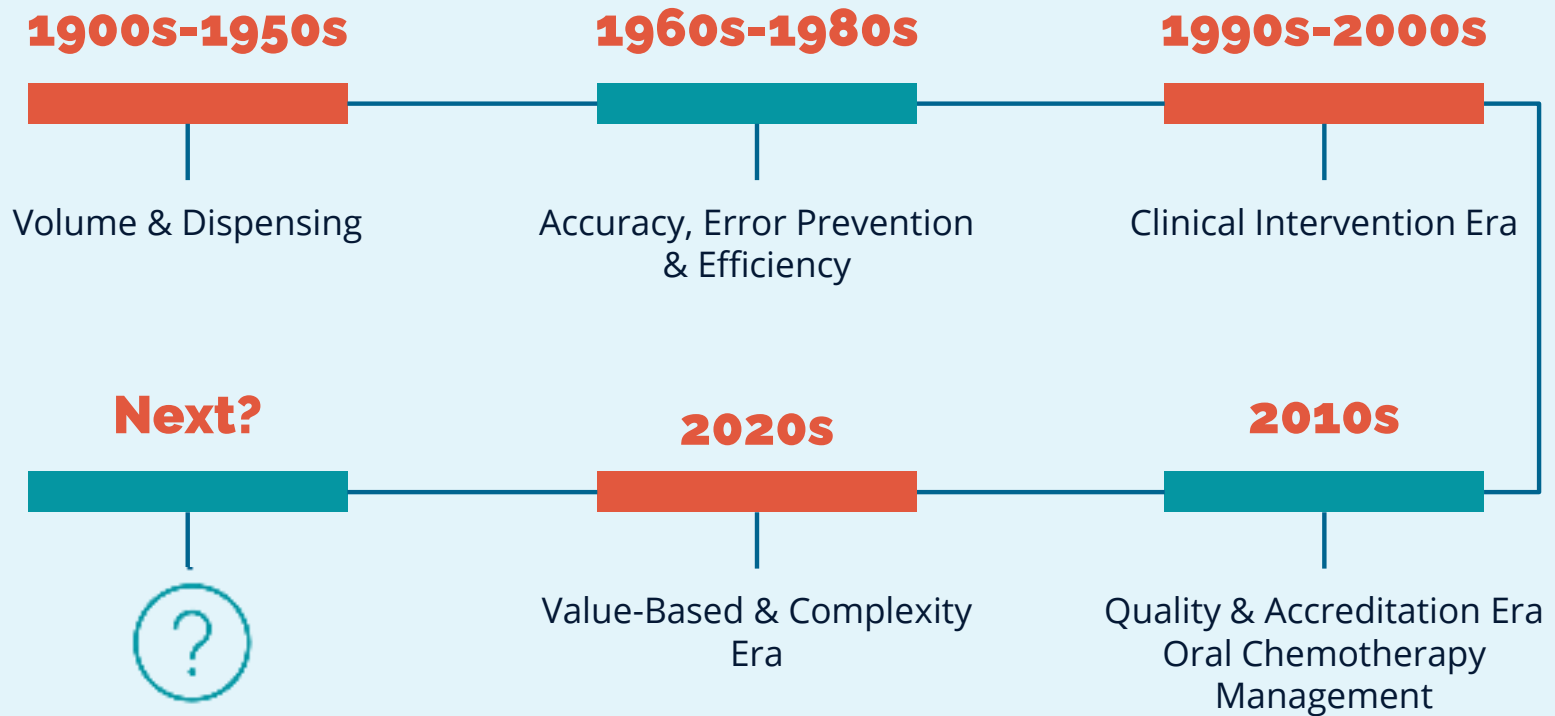 1900s-1950s
1960s-1980s
1990s-2000s
Volume & Dispensing
Accuracy, Error Prevention
& Efficiency
Clinical Intervention Era
Next?
2020s
2010s
?
Value-Based & Complexity
Era
Quality & Accreditation Era
Oral Chemotherapy
Management